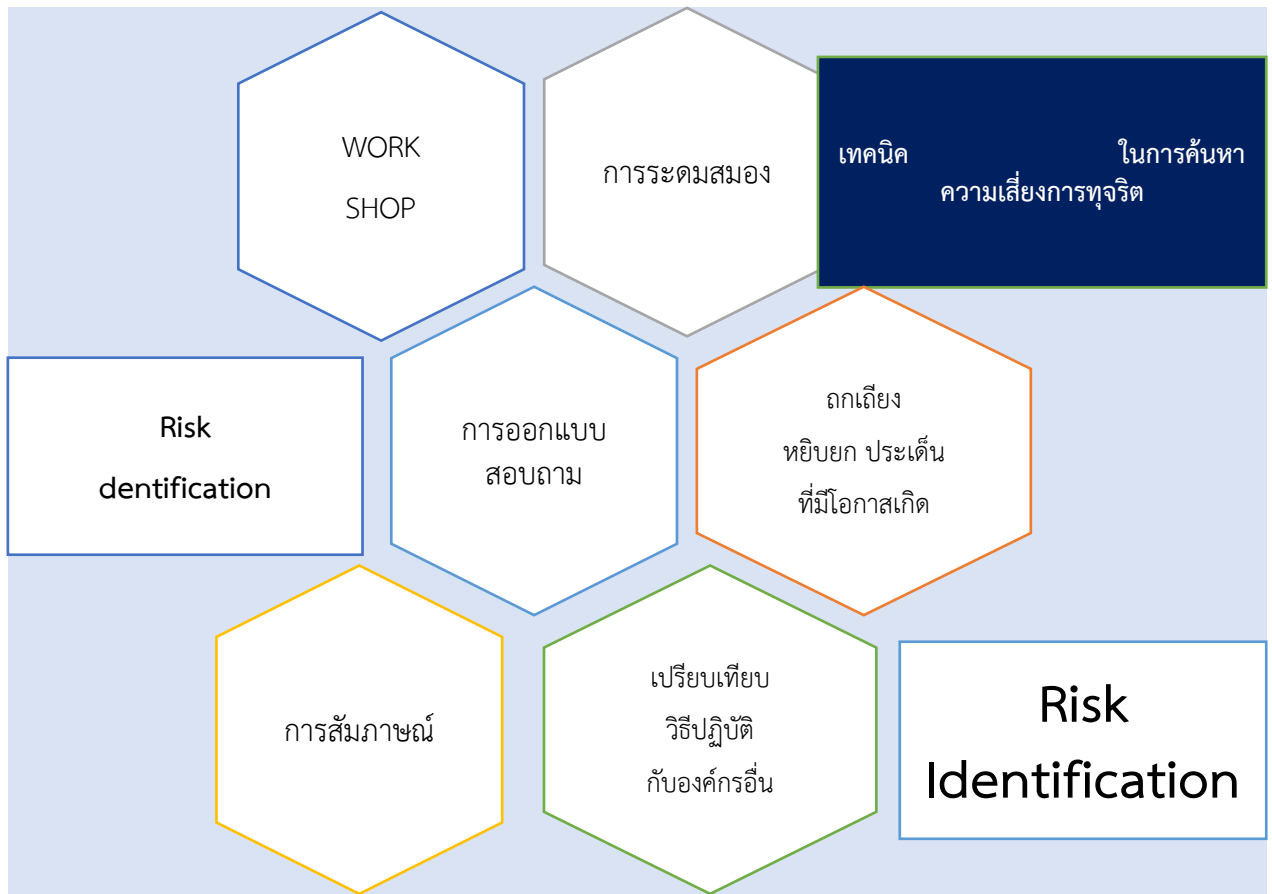 WORK
SHOP
การระดมสมอง
เทคนิค ในการค้นหา
ความเสี่ยงการทุจริต
Risk
dentification
การออกแบบ
สอบถาม
ถกเถียง
หยิบยก ประเด็น
ที่มีโอกาสเกิด
การสัมภาษณ์
เปรียบเทียบ
วิธีปฏิบัติ
กับองค์กรอื่น
Risk
Identification